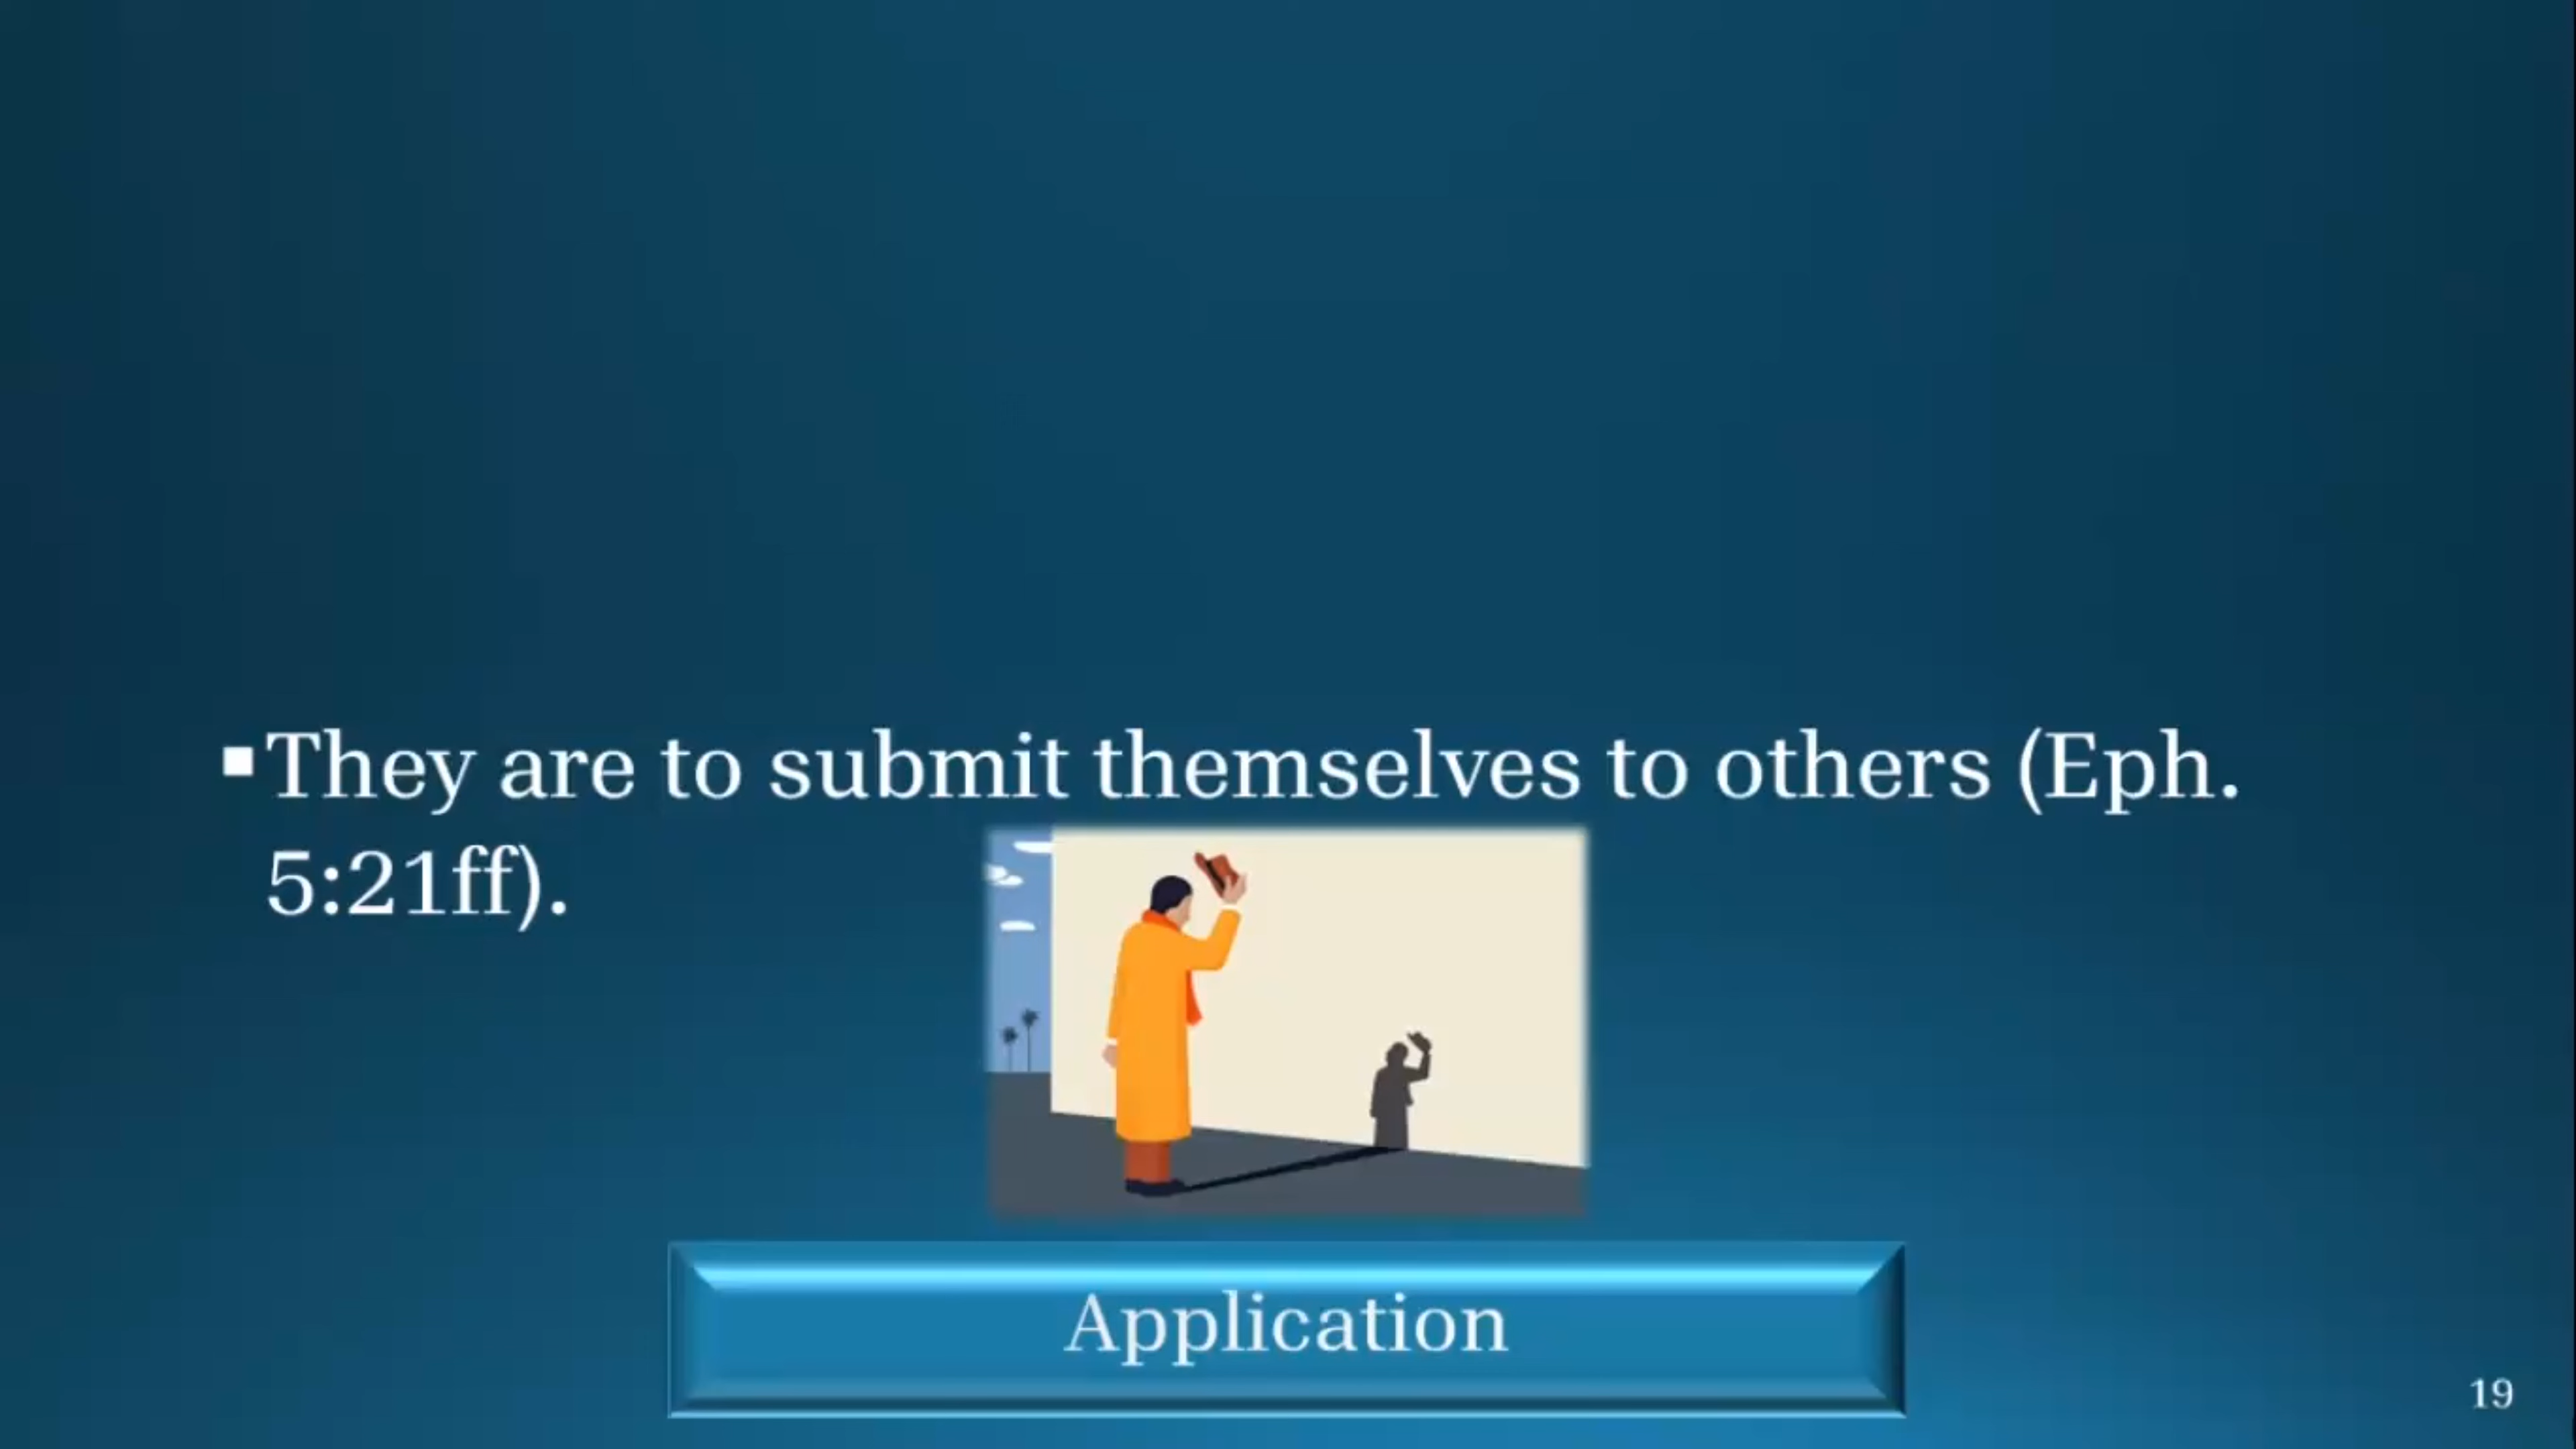 ▪They are to submit themselves to others (Eph.
5:21ff).
Application
19